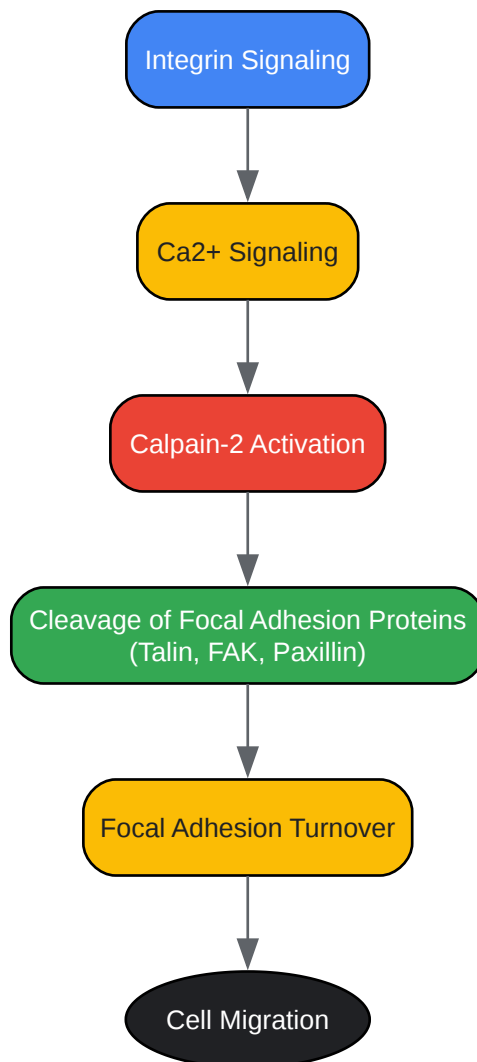 Integrin Signaling
Ca2+ Signaling
Calpain-2 Activation
Cleavage of Focal Adhesion Proteins
(Talin, FAK, Paxillin)
Focal Adhesion Turnover
Cell Migration